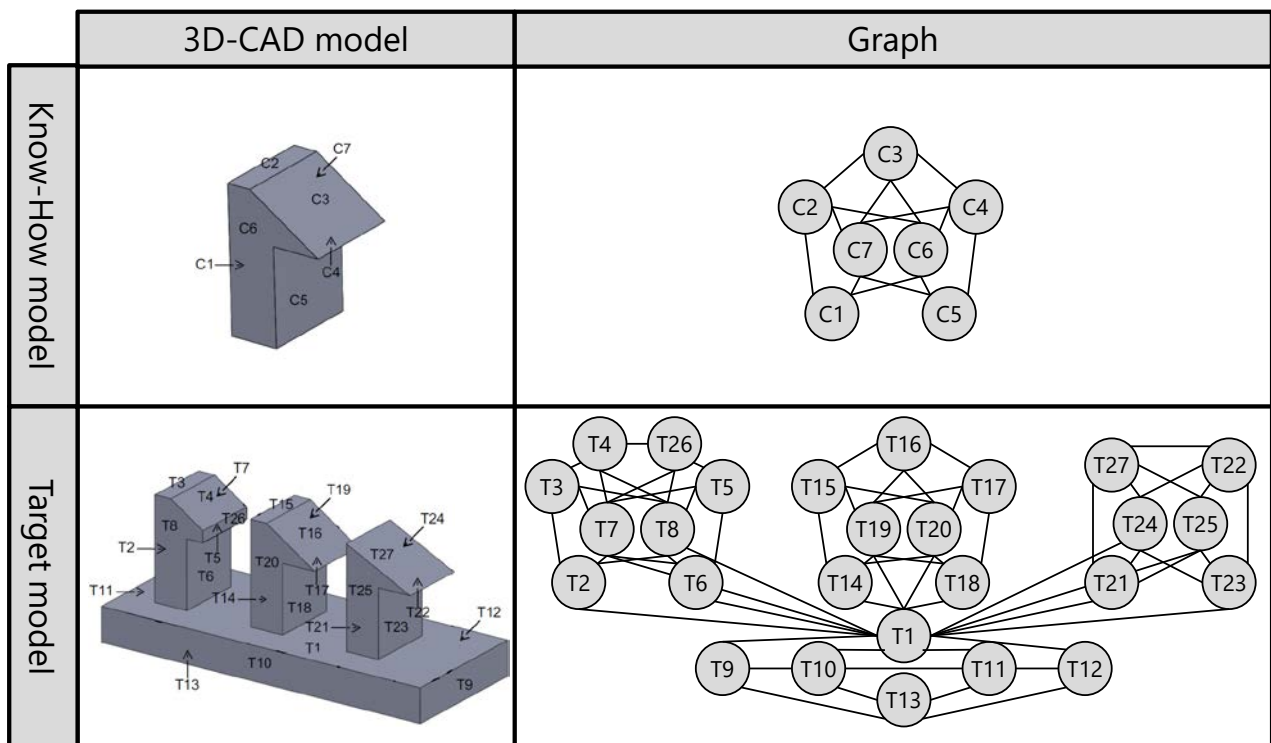 3D-CAD model
Graph
Know-How model
C2
C7
C3
C6
C1
C4
C5
C3
C2
C4
C7
C6
C1
C5
Target model
T3
T7
T4
T8
T26
T2
T5
T6
T11
T15
T19
T16
T20
T14
T17
T18
T24
T27
T25
T22
T21
T23
T12
T1
T10
T13
T9
T4
T26
T3
T5
T7
T8
T2
T6
T16
T15
T17
T19
T20
T14
T18
T27
T22
T24
T25
T21
T23
T1
T9
T10
T11
T12
T13